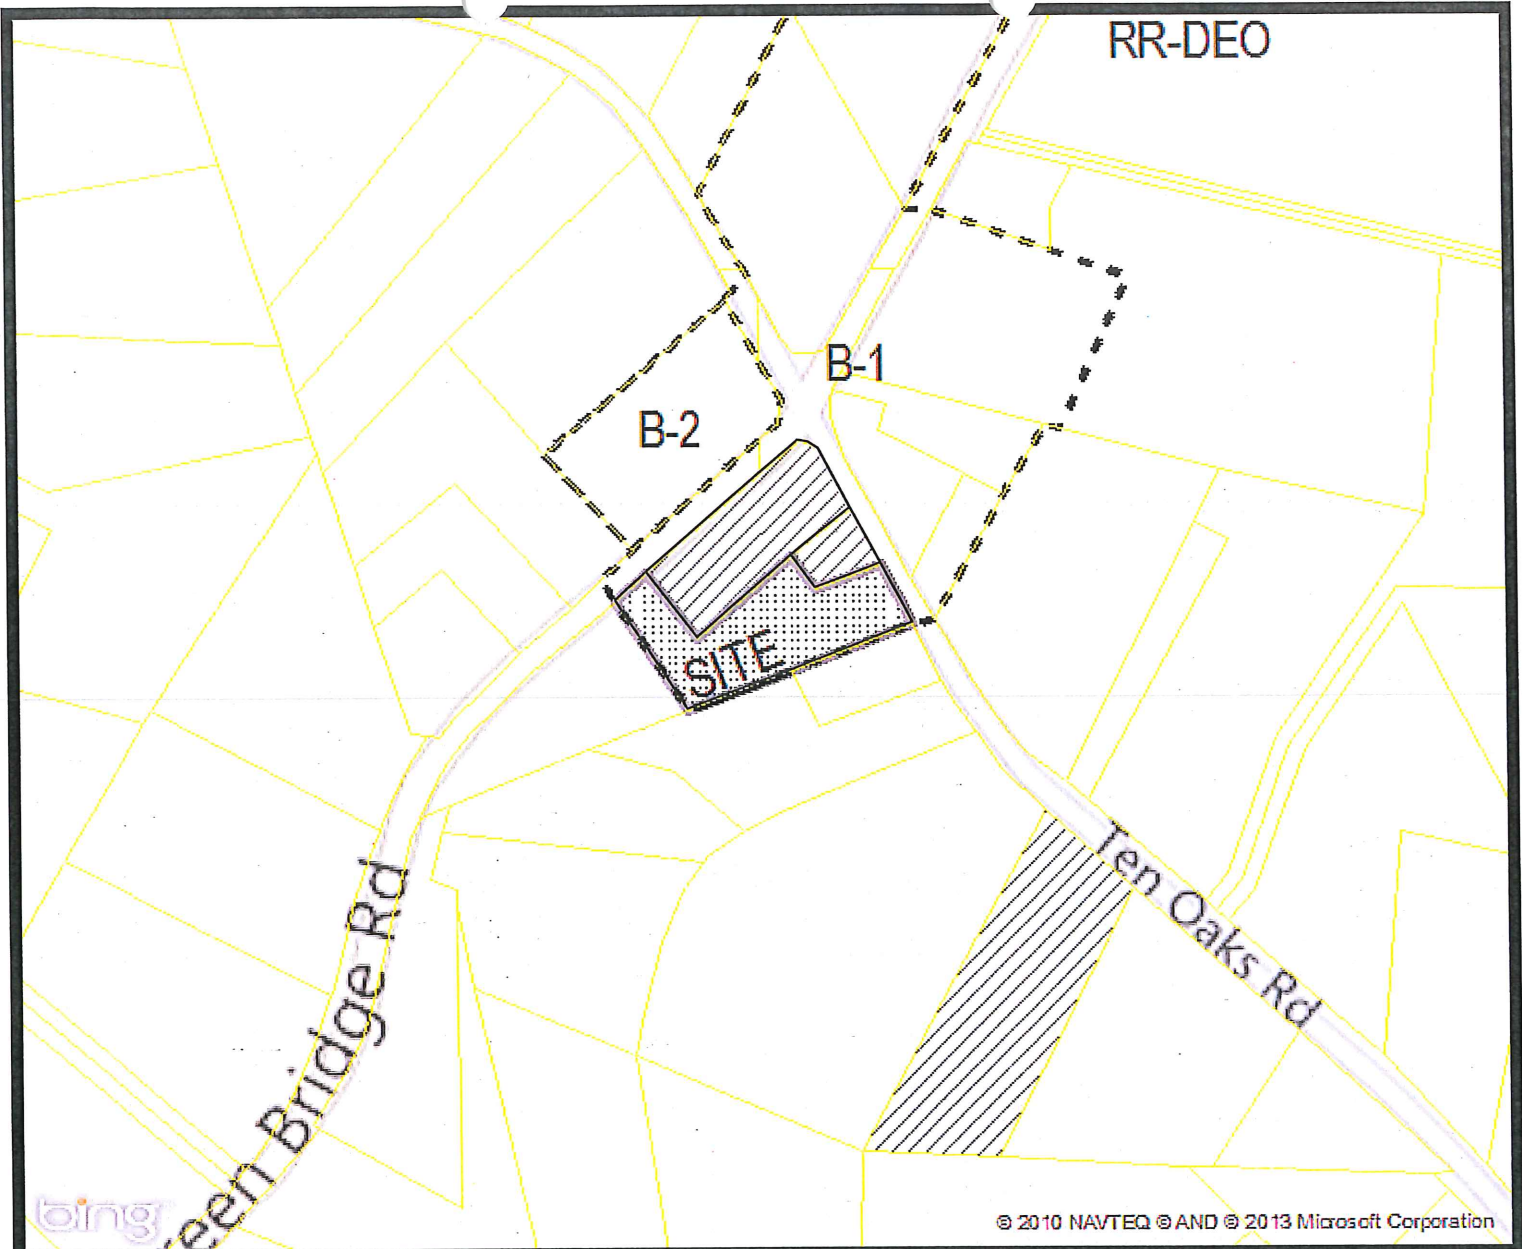 RR-DEO
B-1
B-2
SITE
Ten Oaks Rd
een Bridge Rd
bing
© 2010 NAVTEQ © AND © 2013 Microsoft Corporation